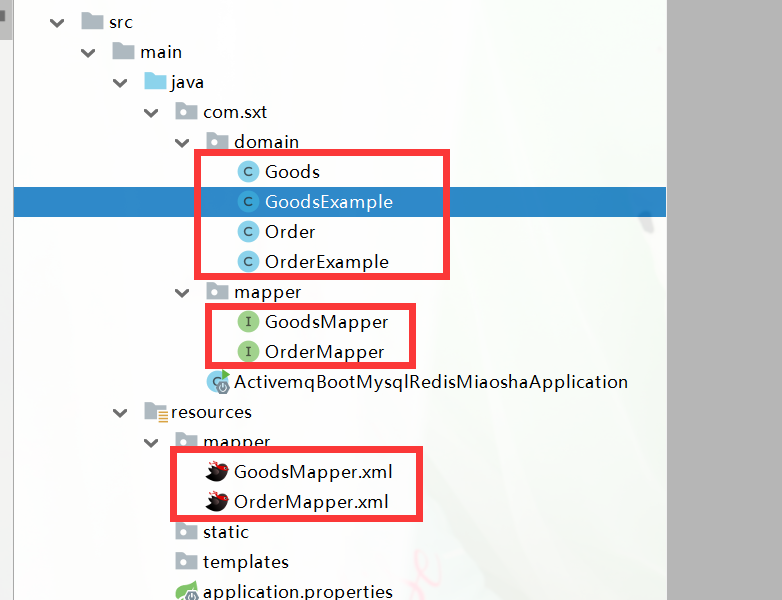 src
main
java
com.sxt
domain
C Goods
C GoodsExample
C Order
C OrderExample
mapper
I GoodsMapper
I OrderMapper
ActivemqBootMysqlRedisMiaoshaApplication
resources
mapper
GoodsMapper.xml
OrderMapper.xml
static
templates
application.properties